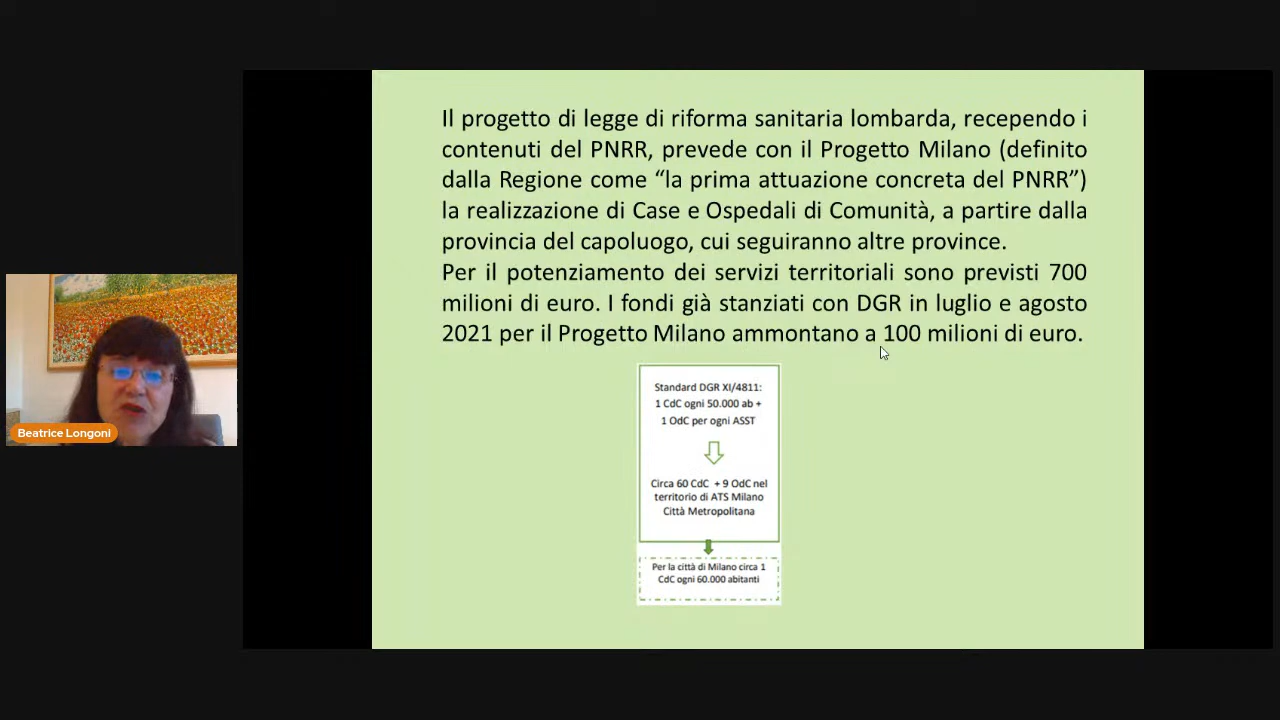 Il progetto di legge di riforma sanitaria lombarda, recependo i
contenuti del PNRR, prevede con il Progetto Milano (definito
dalla Regione come “la prima attuazione concreta del PNRR”)
la realizzazione di Case e Ospedali di Comunità, a partire dalla
provincia del capoluogo, cui seguiranno altre province.
Per il potenziamento dei servizi territoriali sono previsti 700
milioni di euro. I fondi già stanziati con DGR in luglio e agosto
2021 per il Progetto Milano ammontano a 100 milioni di euro.
Standard DGR XI/4811:
1 CdC ogni 50.000 ab +
1 OdC per ogni ASST
Circa 60 CdC + 9 OdC nel
territorio di ATS Milano
Città Metropolitana
Per la città di Milano circa 1
CdC ogni 60.000 abitanti
Beatrice Longoni